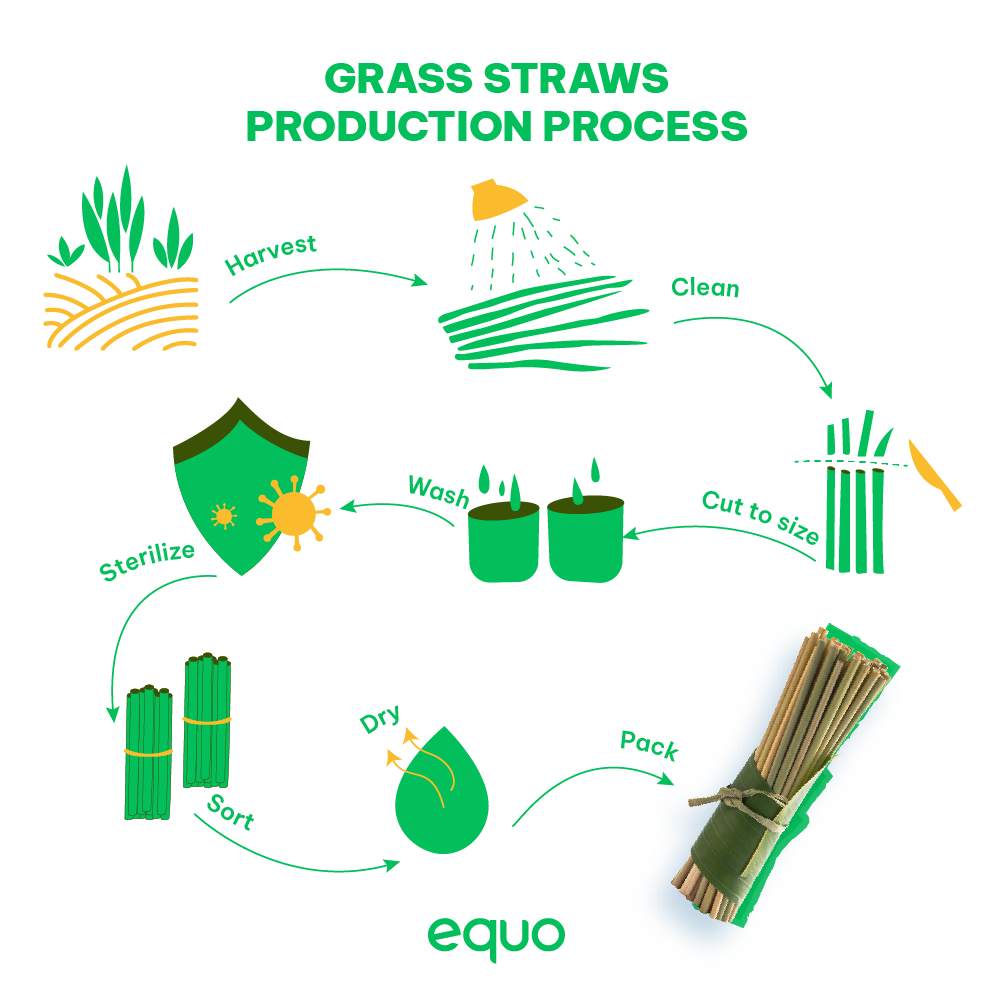 GRASS STRAWS
PRODUCTION PROCESS
Harvest
Clean
Cut to size
Wash
Sterilize
Sort
Dry
Pack
equo